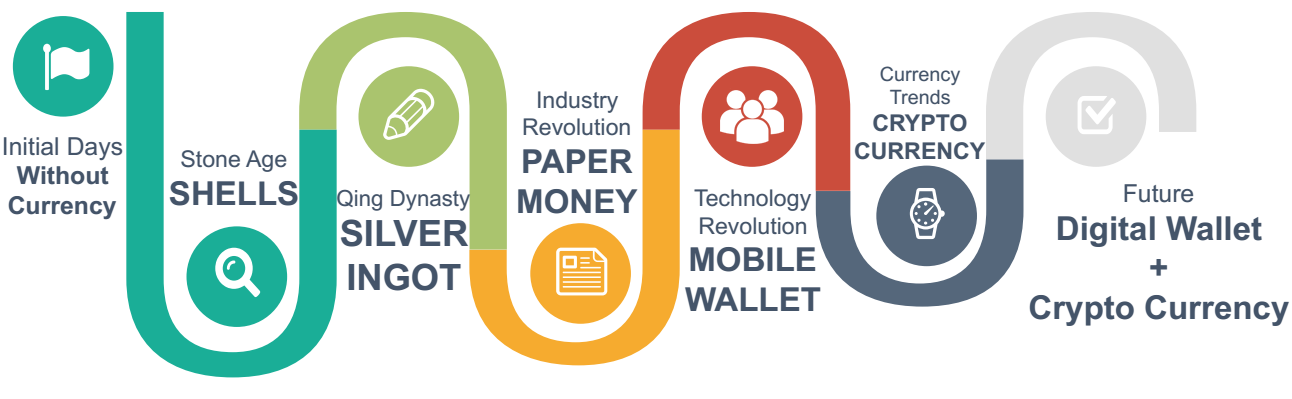 Initial Days
Without
Currency
Stone Age
SHELLS
Qing Dynasty
SILVER
INGOT
Industry
Revolution
PAPER
MONEY
Technology
Revolution
MOBILE
WALLET
Currency
Trends
CRYPTO
CURRENCY
Future
Digital Wallet
+
Crypto Currency